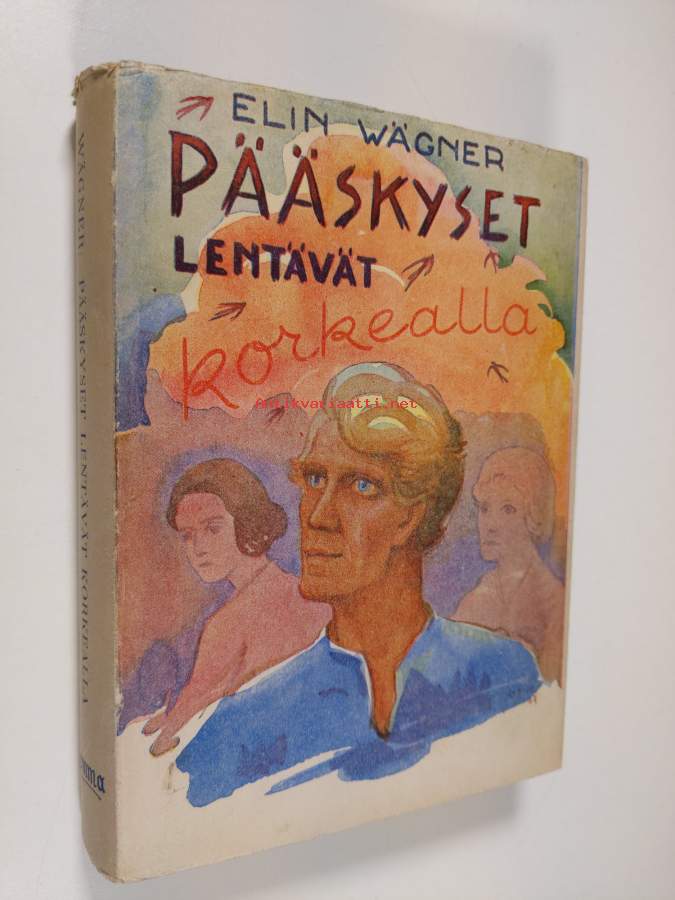 ELIN WÄGNER
PÄÄSKYSET
LENTÄVÄT
korkealla
Antikvariaatti.net
WÄGNER PÄÄSKYSET LENTÄVÄT KORKEALLA